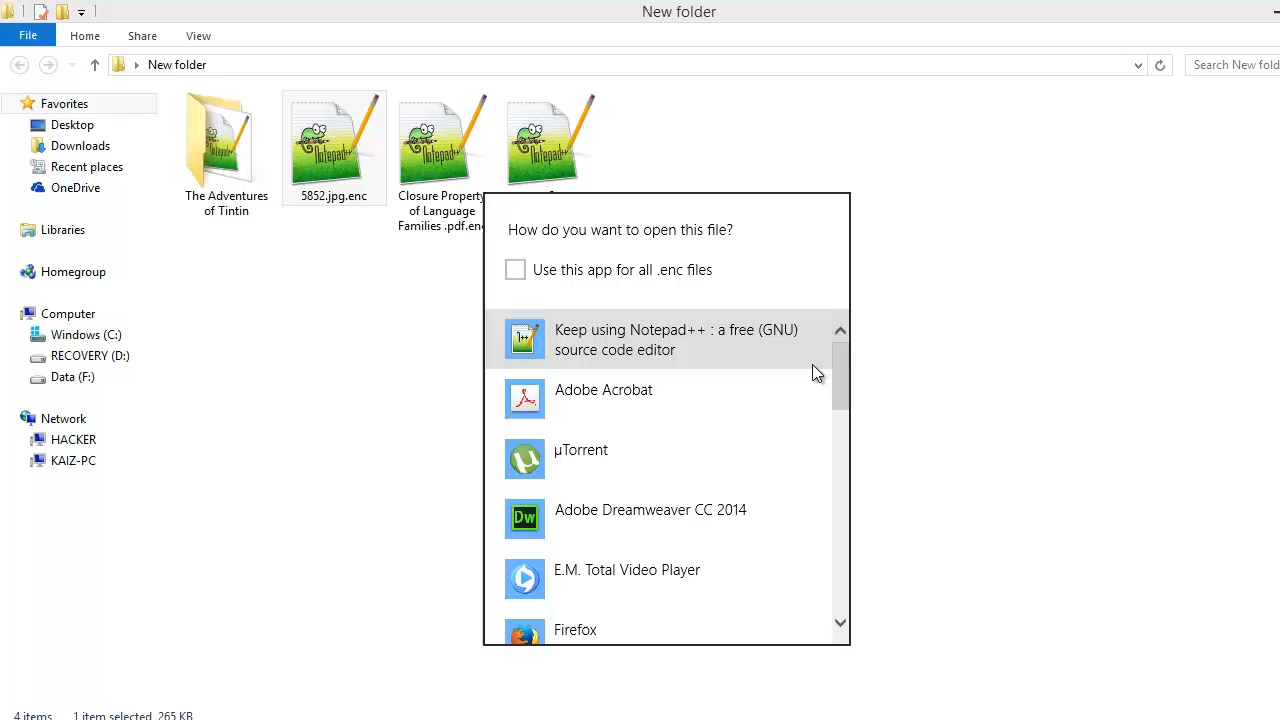 New folder
File
Home
Share
View
New folder
Search New fold
Favorites
Desktop
Downloads
Recent places
OneDrive
Libraries
Homegroup
Computer
Windows (C:)
RECOVERY (D:)
Data (F:)
Network
HACKER
KAIZ-PC
The Adventures
of Tintin
5852.jpg.enc
Closure Property
of Language
Families .pdf.enc
How do you want to open this file?
Use this app for all .enc files
Keep using Notepad++ : a free (GNU)
source code editor
Adobe Acrobat
µTorrent
Adobe Dreamweaver CC 2014
E.M. Total Video Player
Firefox
4 items
1 item selected 265 KB